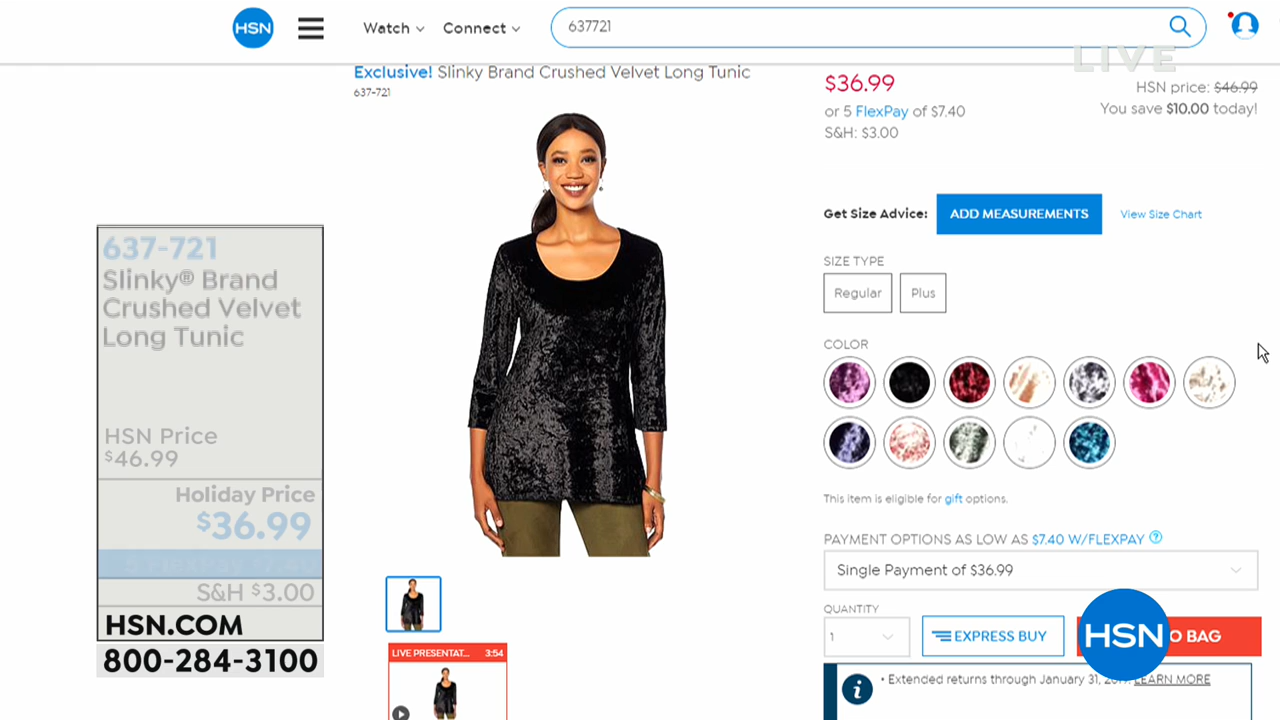 HSN
Watch
Connect
637721
LIVE
Exclusive! Slinky Brand Crushed Velvet Long Tunic
637-721
$36.99
or 5 FlexPay of $7.40
S&H: $3.00
HSN price: $46.99
You save $10.00 today!
Get Size Advice:
ADD MEASUREMENTS
View Size Chart
SIZE TYPE
Regular
Plus
COLOR
This item is eligible for gift options.
PAYMENT OPTIONS AS LOW AS $7.40 W/FLEXPAY ?
Single Payment of $36.99
QUANTITY
1
EXPRESS BUY
O BAG
HSN
i
• Extended returns through January 31,
LEARN MORE
LIVE PRESENTAT... 3:54
637-721
Slinky® Brand
Crushed Velvet
Long Tunic
HSN Price
$46.99
Holiday Price
$36.99
S&H $3.00
HSN.COM
800-284-3100